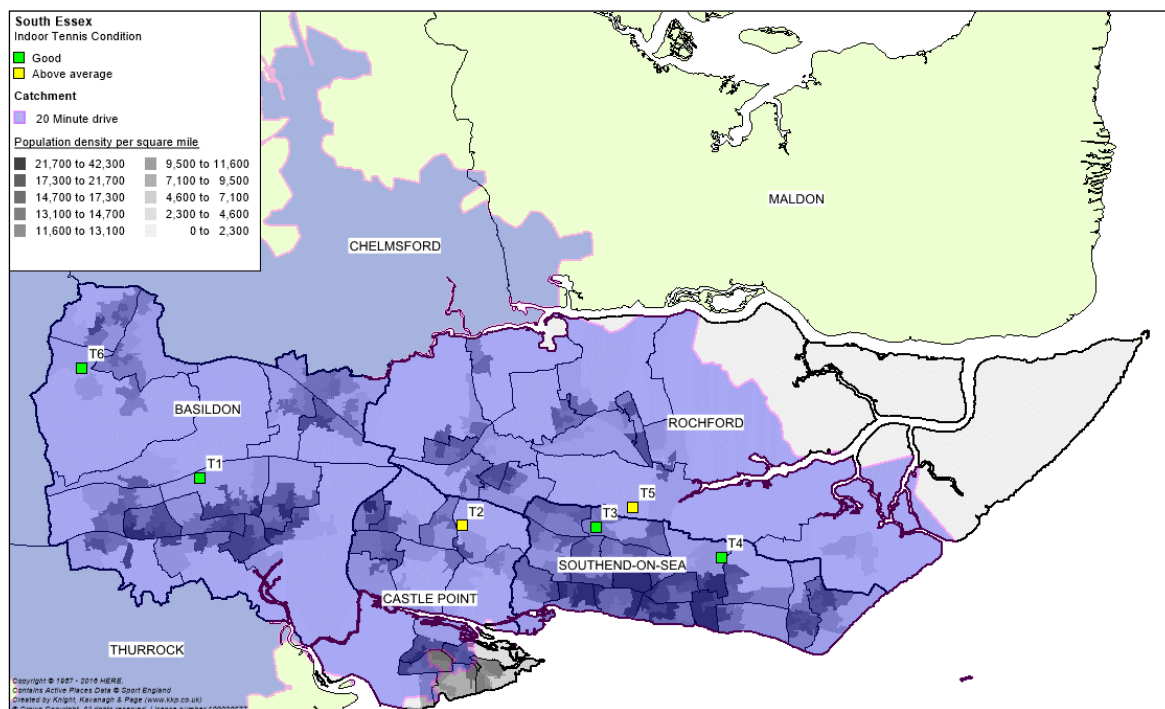 South Essex
Indoor Tennis Condition
Good
Above average
Catchment
20 Minute drive
Population density per square mile
21,700 to 42,300 9,500 to 11,600
17,300 to 21,700 7,100 to 9,500
14,700 to 17,300 4,600 to 7,100
13,100 to 14,700 2,300 to 4,600
11,600 to 13,100 0 to 2,300
MALDON
CHELMSFORD
T6
BASILDON
ROCHFORD
T1
T5
T2
T3
T4
SOUTHEND-ON-SEA
CASTLE POINT
THURROCK
Copyright © 1987 - 2016 HERE.
Contains Active Places Data © Sport England
Created by Knight, Kavanagh & Page (www.kkp.co.uk)
© Crown Copyright. All rights reserved.